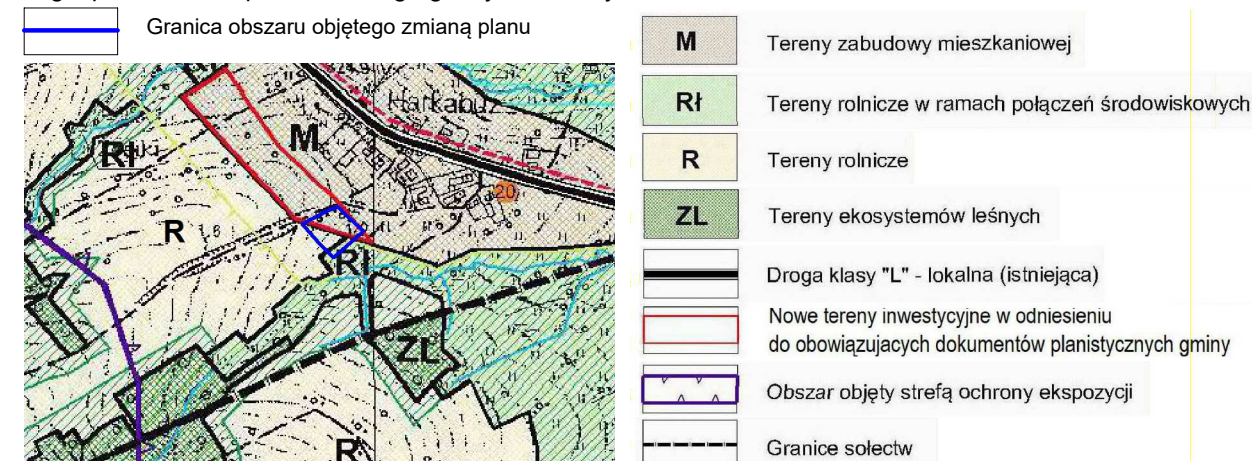 Granica obszaru objętego zmianą planu
M
Tereny zabudowy mieszkaniowej
Rł
Tereny rolnicze w ramach połączeń środowiskowych
R
Tereny rolnicze
ZL
Tereny ekosystemów leśnych
Droga klasy "L" - lokalna (istniejąca)
Nowe tereny inwestycyjne w odniesieniu
do obowiązujacych dokumentów planistycznych gminy
Obszar objęty strefą ochrony ekspozycji
Granice sołectw
Harkabuz
M
Rł
20
R
Rł
ZL
R